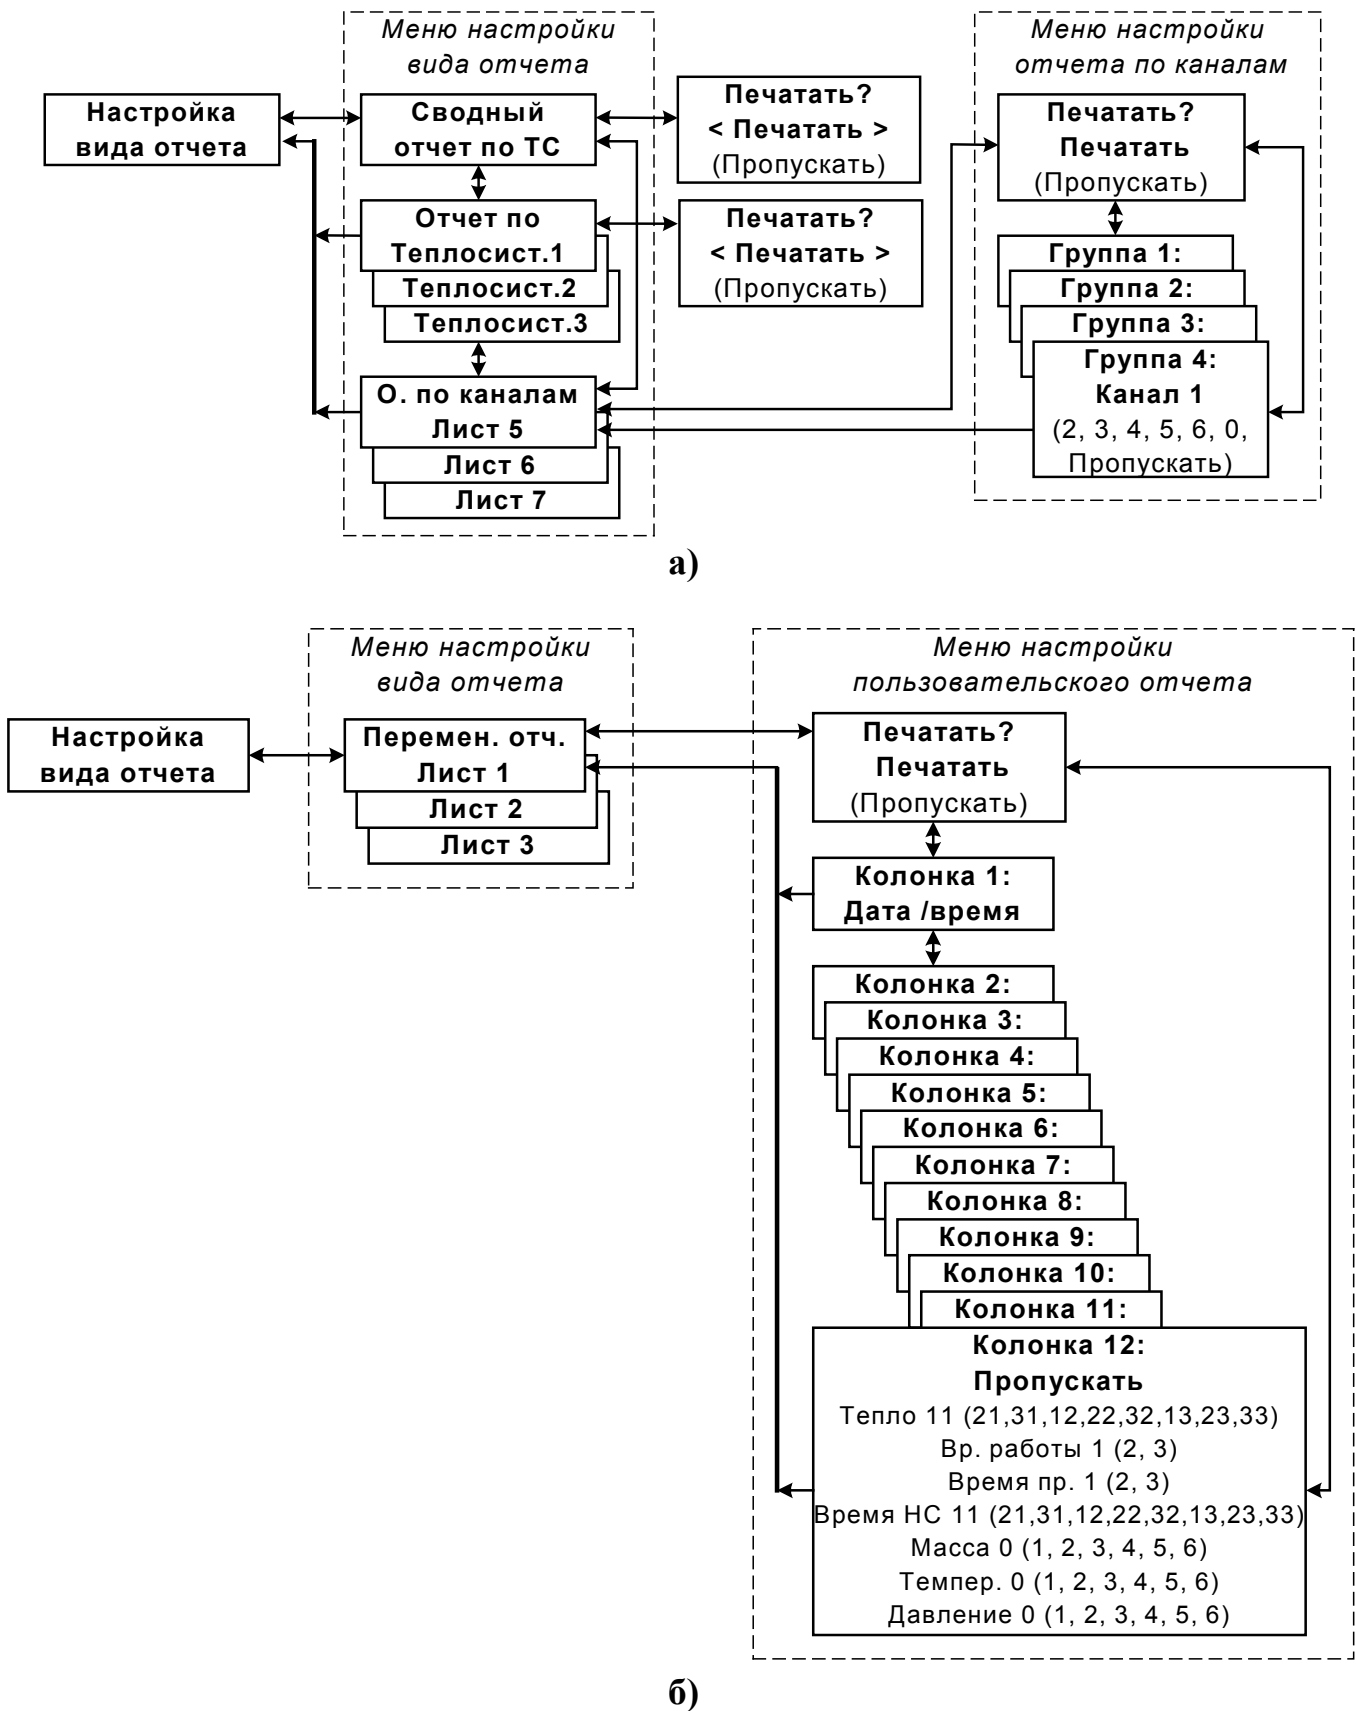 Меню настройки
вида отчета
Настройка
вида отчета
Сводный
отчет по ТС
Печатать?
< Печатать >
(Пропускать)
Отчет по
Теплосист.1
Теплосист.2
Теплосист.3
Печатать?
< Печатать >
(Пропускать)
О. по каналам
Лист 5
Лист 6
Лист 7
Меню настройки
отчета по каналам
Печатать?
Печатать
(Пропускать)
Группа 1:
Группа 2:
Группа 3:
Группа 4:
Канал 1
(2, 3, 4, 5, 6, 0,
Пропускать)
а)
Меню настройки
вида отчета
Настройка
вида отчета
Перемен. отч.
Лист 1
Лист 2
Лист 3
Меню настройки
пользовательского отчета
Печатать?
Печатать
(Пропускать)
Колонка 1:
Дата /время
Колонка 2:
Колонка 3:
Колонка 4:
Колонка 5:
Колонка 6:
Колонка 7:
Колонка 8:
Колонка 9:
Колонка 10:
Колонка 11:
Колонка 12:
Пропускать
Тепло 11 (21,31,12,22,32,13,23,33)
Вр. работы 1 (2, 3)
Время пр. 1 (2, 3)
Время НС 11 (21,31,12,22,32,13,23,33)
Масса 0 (1, 2, 3, 4, 5, 6)
Темпер. 0 (1, 2, 3, 4, 5, 6)
Давление 0 (1, 2, 3, 4, 5, 6)
б)